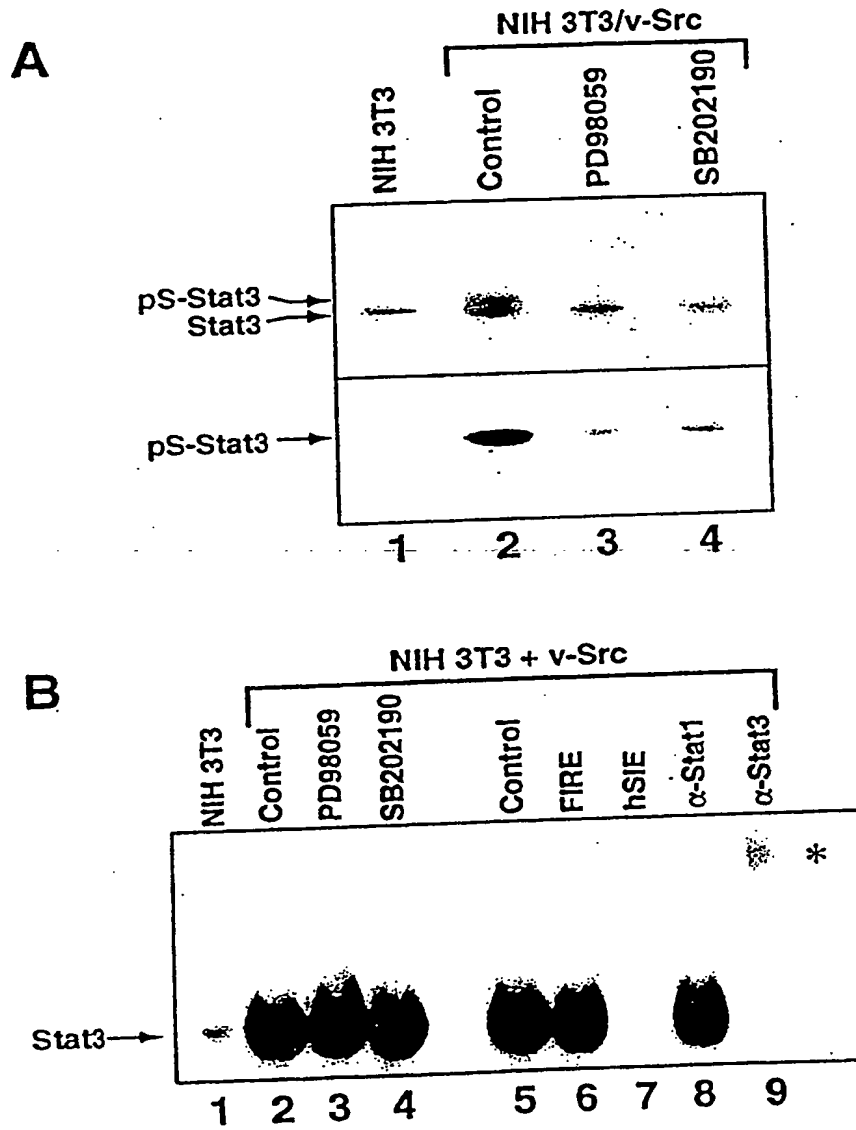 A
NIH 3T3/v-Src
NIH 3T3
Control
PD98059
SB202190
pS-Stat3
Stat3
pS-Stat3
1 2 3 4
B
NIH 3T3 + v-Src
NIH 3T3
Control
PD98059
SB202190
Control
FIRE
hSIE
α-Stat1
α-Stat3
*
Stat3
1 2 3 4 5 6 7 8 9